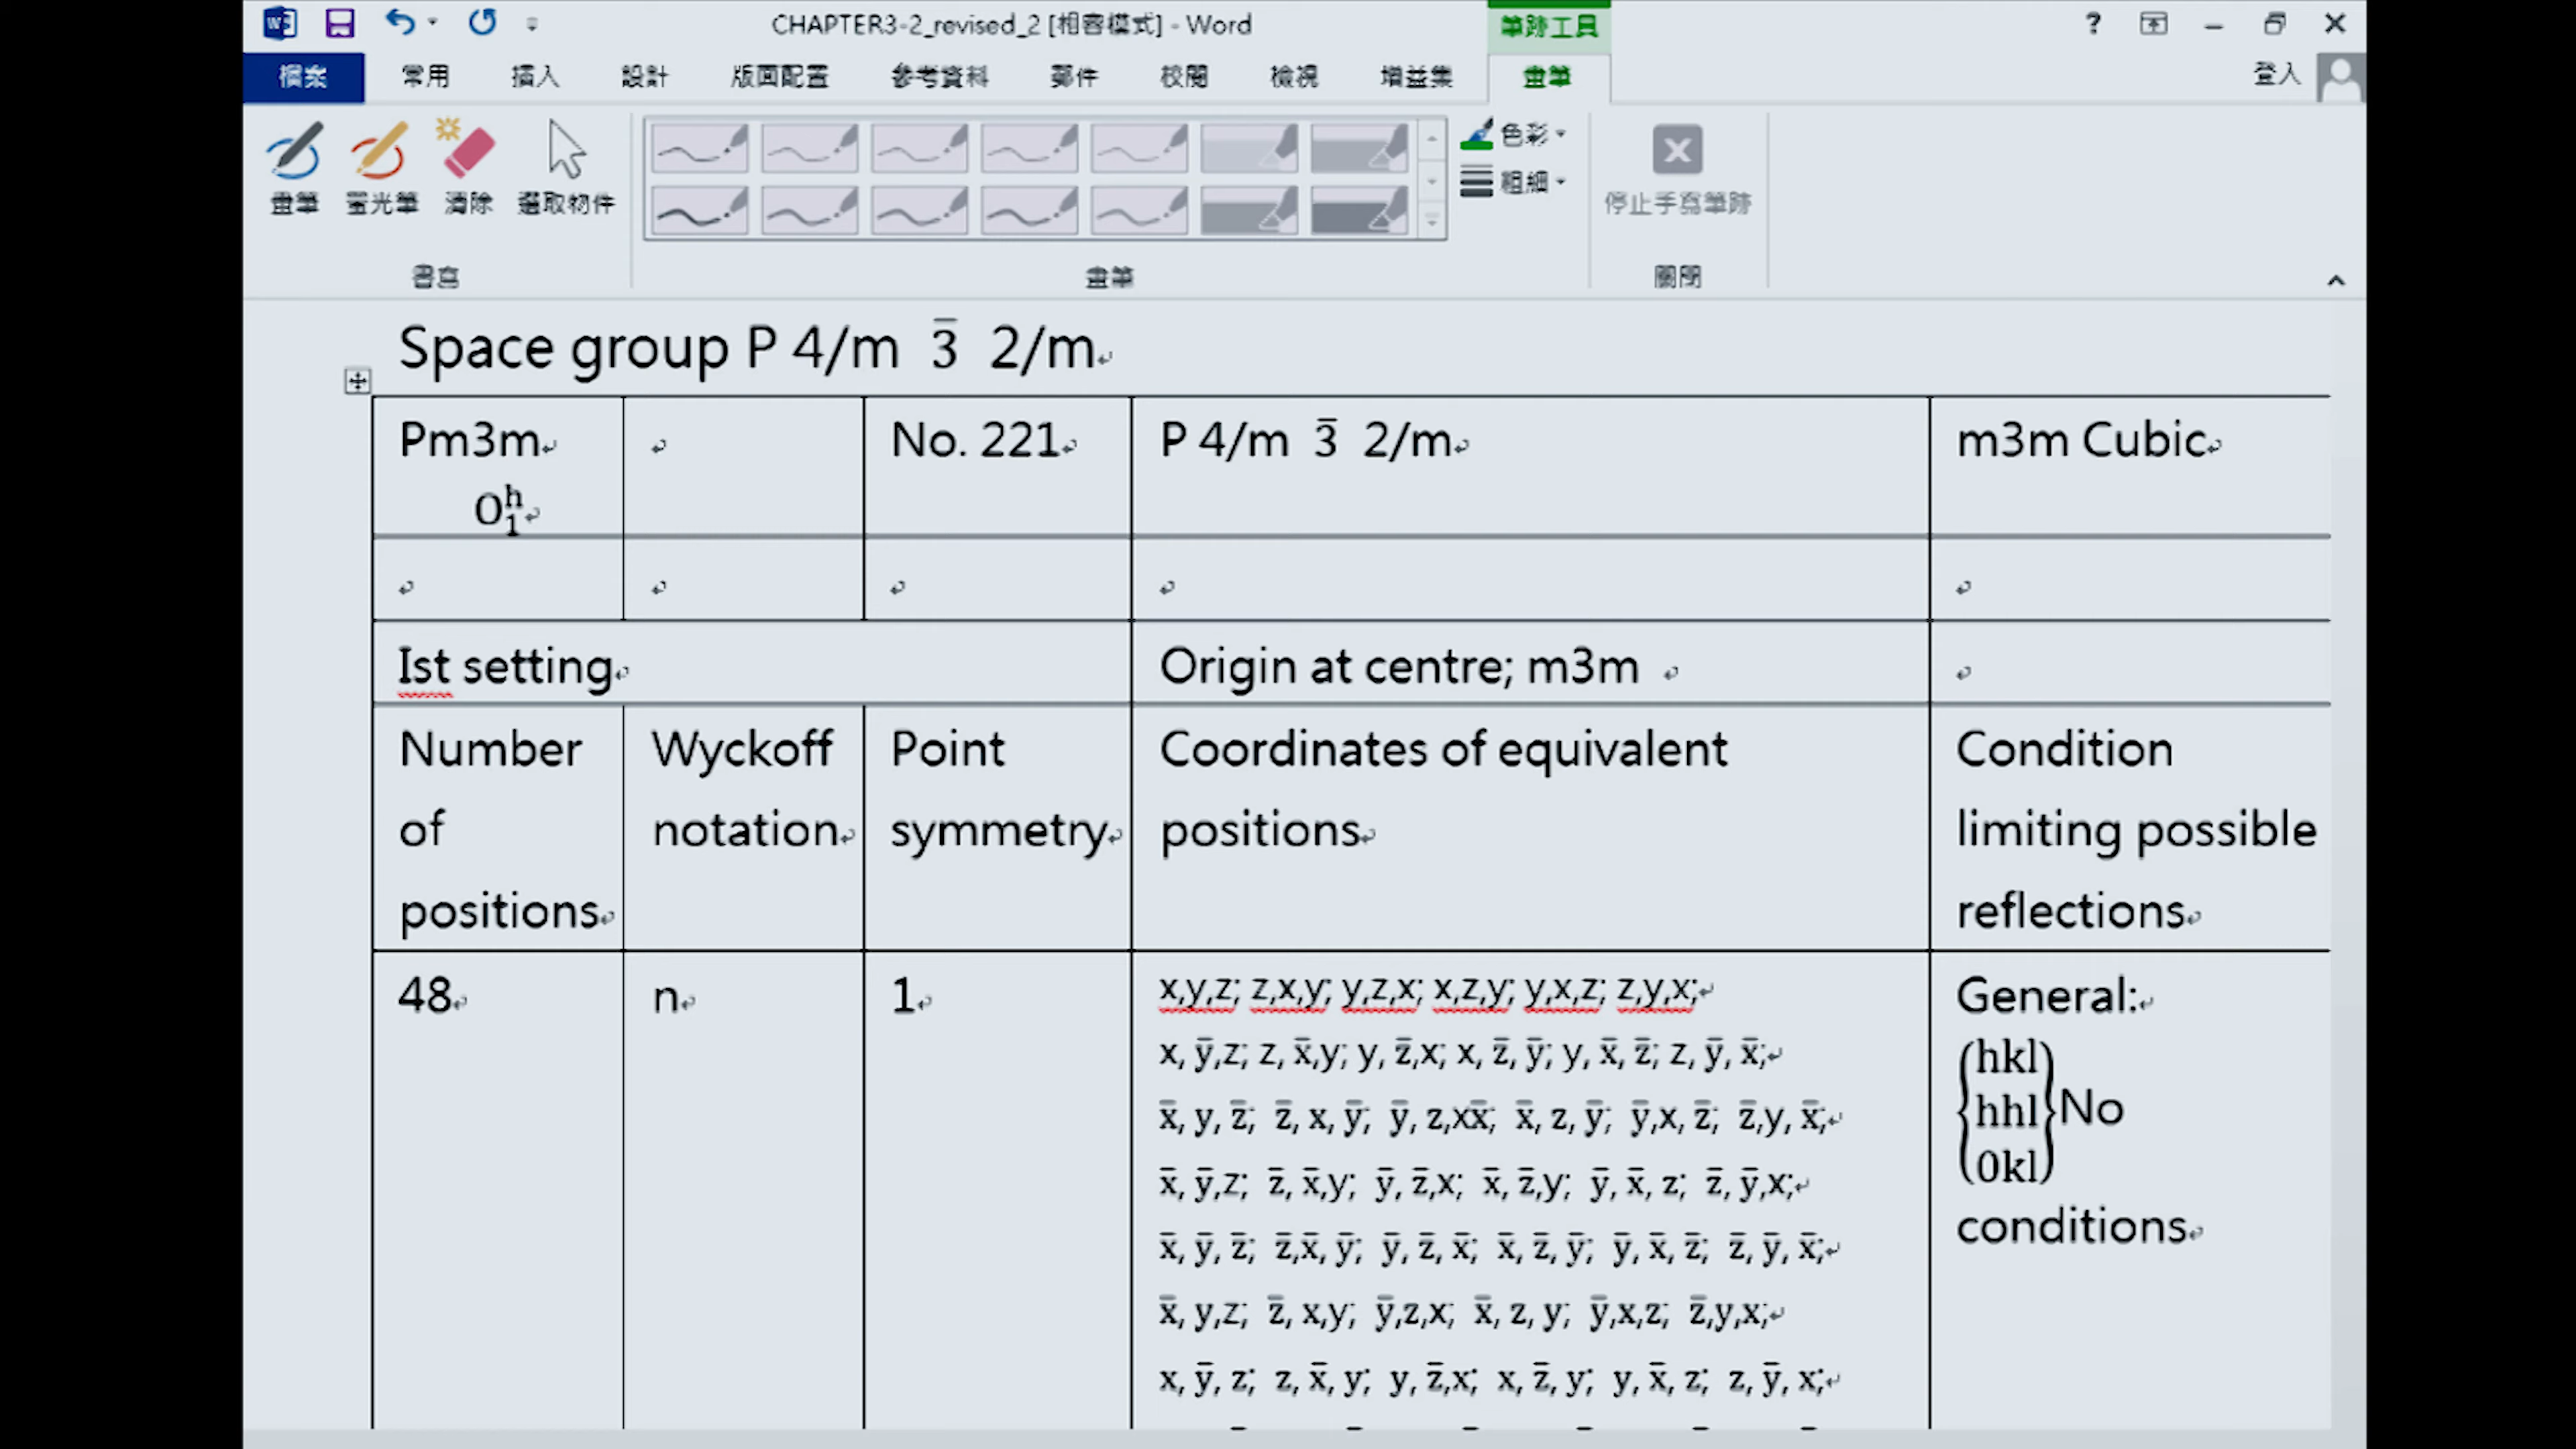 CHAPTER3-2_revised_2 [相容模式] - Word
筆跡工具
檔案 常用 插入 設計 版面配置 參考資料 郵件 校閱 檢視 增益集 畫筆 登入
畫筆 螢光筆 清除 選取物件 色彩 粗細 停止手寫筆跡
書寫 畫筆 關閉
Space group P 4/m 3̅ 2/m
Pm3m No. 221 P 4/m 3̅ 2/m m3m Cubic
O₁ʰ
Ist setting Origin at centre; m3m
Number Wyckoff Point Coordinates of equivalent Condition
of notation symmetry positions limiting possible
positions reflections
48 n 1 x,y,z; z,x,y; y,z,x; x,z,y; y,x,z; z,y,x; General:
x, y̅,z; z, x̅,y; y, z̅,x; x, z̅, y̅; y, x̅, z̅; z, y̅, x̅; hkl
x̅, y, z̅; z̅, x, y̅; y̅, z,xx̅; x̅, z, y̅; y̅,x, z̅; z̅,y, x̅; hhl No
x̅, y̅,z; z̅, x̅,y; y̅, z̅,x; x̅, z̅,y; y̅, x̅, z; z̅, y̅,x; 0kl
x̅, y̅, z̅; z̅,x̅, y̅; y̅, z̅, x̅; x̅, z̅, y̅; y̅, x̅, z̅; z̅, y̅, x̅; conditions
x̅, y,z; z̅, x,y; y̅,z,x; x̅, z, y; y̅,x,z; z̅,y,x;
x, y̅, z; z, x̅, y; y, z̅,x; x, z̅, y; y, x̅, z; z, y̅, x;